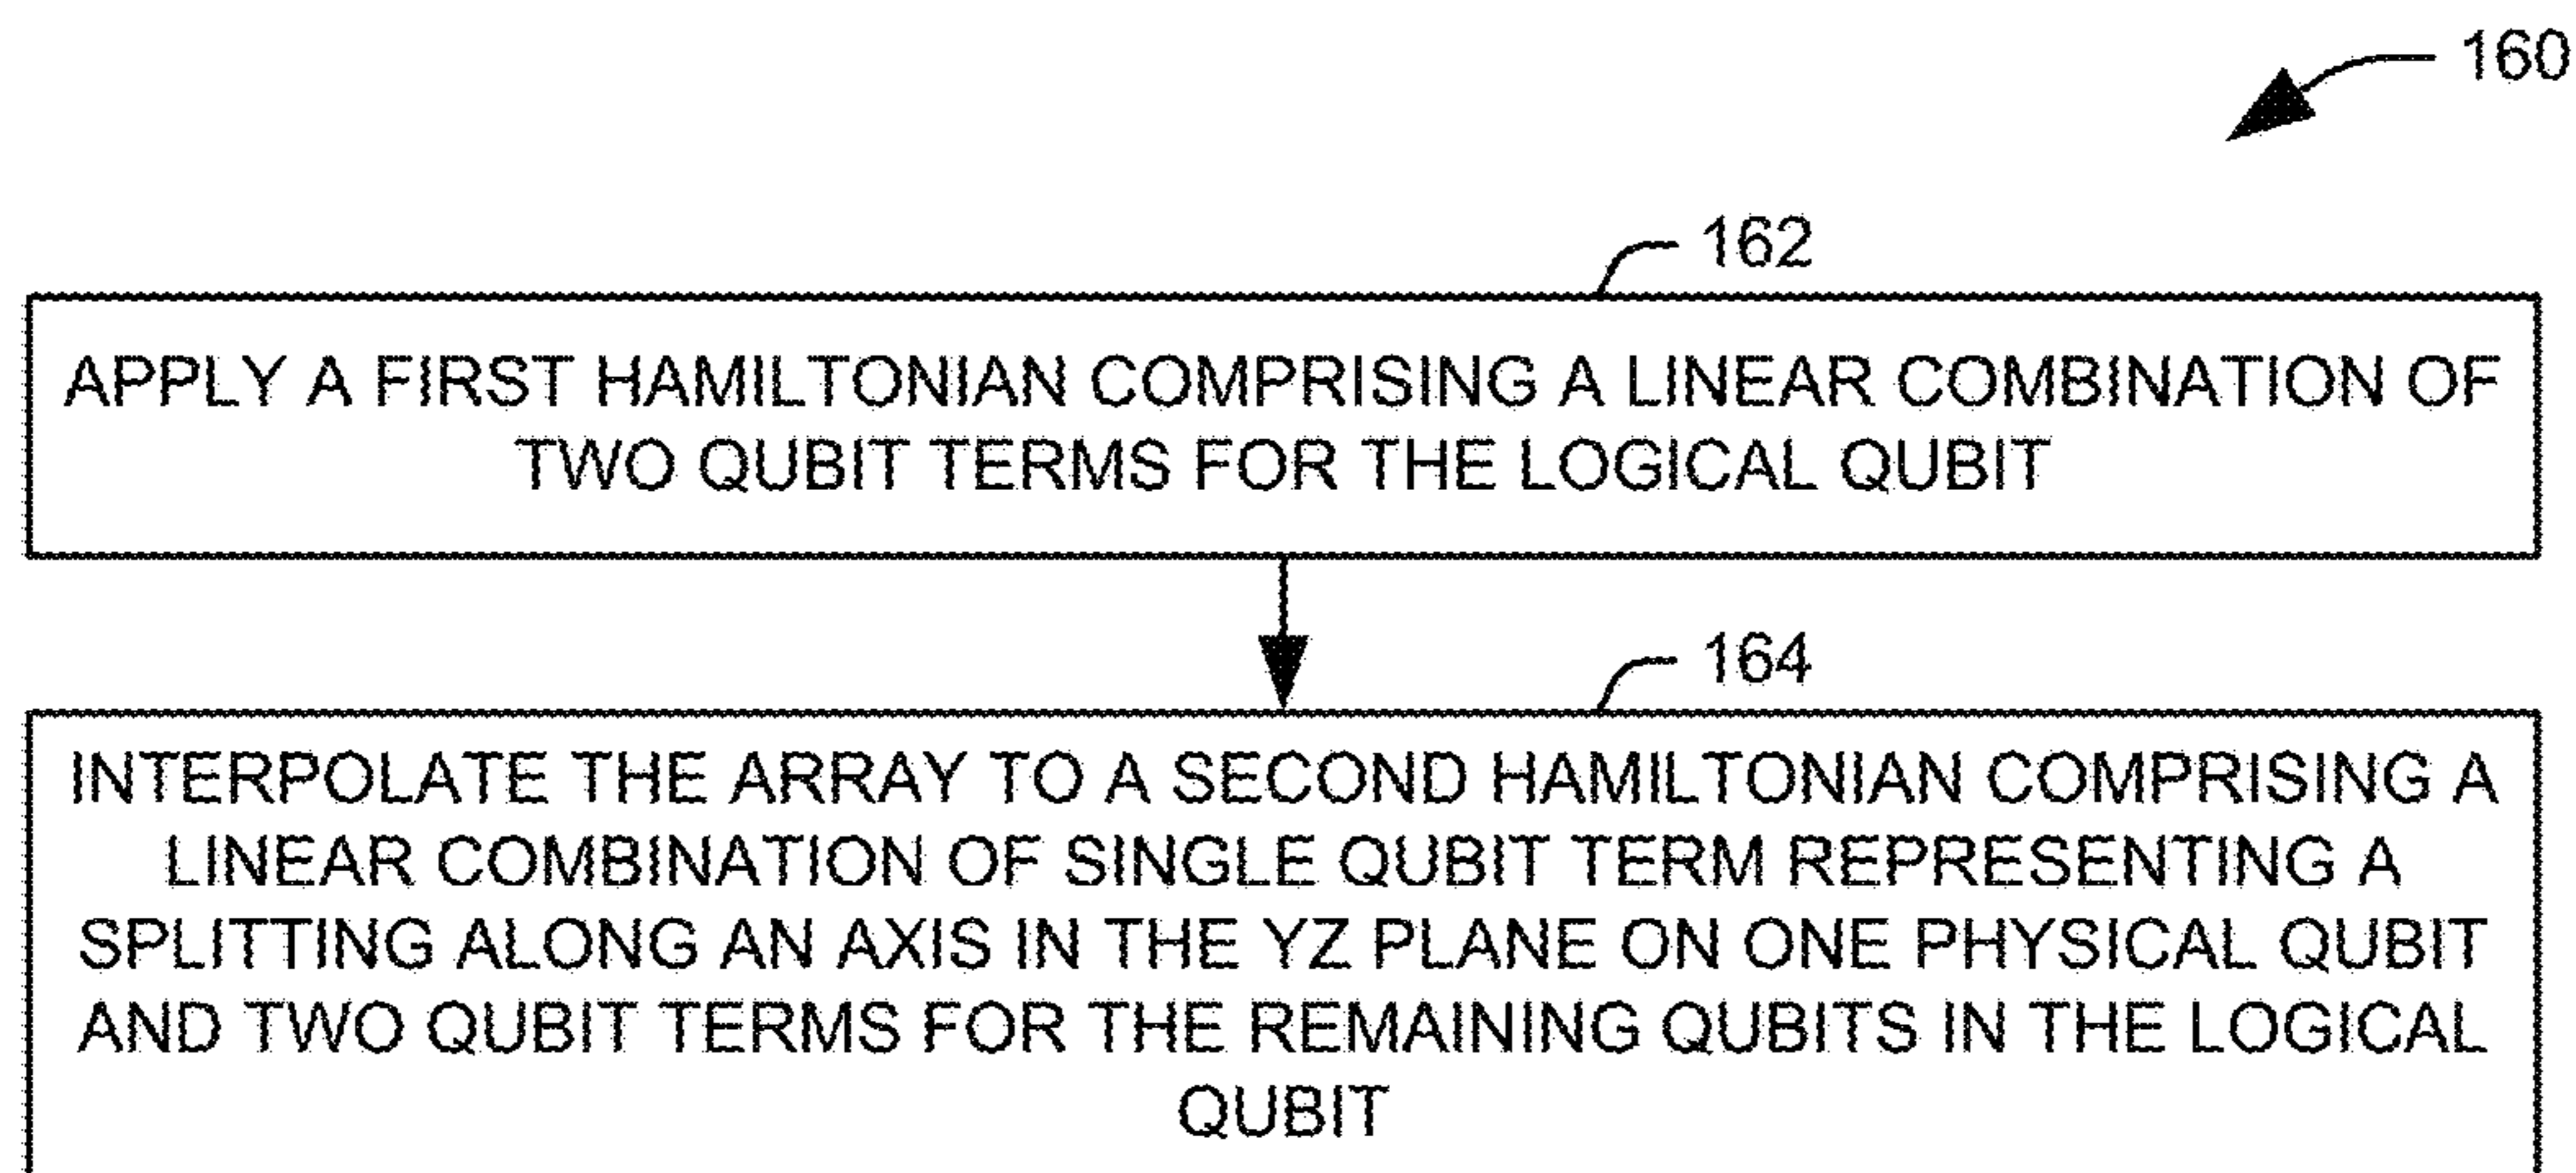 160
162
APPLY A FIRST HAMILTONIAN COMPRISING A LINEAR COMBINATION OF
TWO QUBIT TERMS FOR THE LOGICAL QUBIT
164
INTERPOLATE THE ARRAY TO A SECOND HAMILTONIAN COMPRISING A
LINEAR COMBINATION OF SINGLE QUBIT TERM REPRESENTING A
SPLITTING ALONG AN AXIS IN THE YZ PLANE ON ONE PHYSICAL QUBIT
AND TWO QUBIT TERMS FOR THE REMAINING QUBITS IN THE LOGICAL
QUBIT